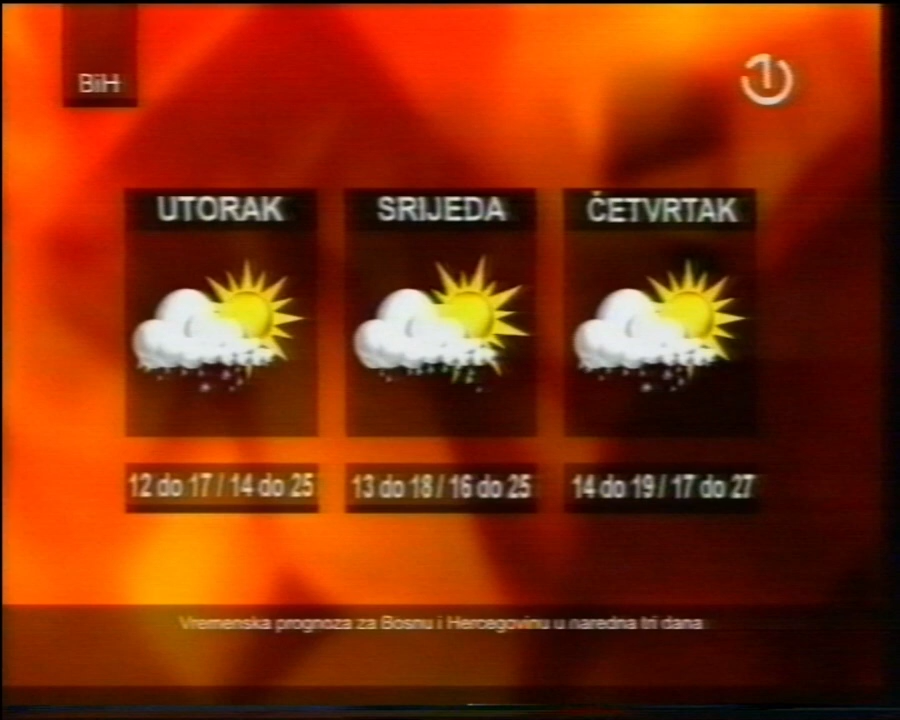 BiH
1
UTORAK
SRIJEDA
ČETVRTAK
12 do 17 / 14 do 25
13 do 18 / 16 do 25
14 do 19 / 17 do 27
Vremenska prognoza za Bosnu i Hercegovinu u naredna tri dana